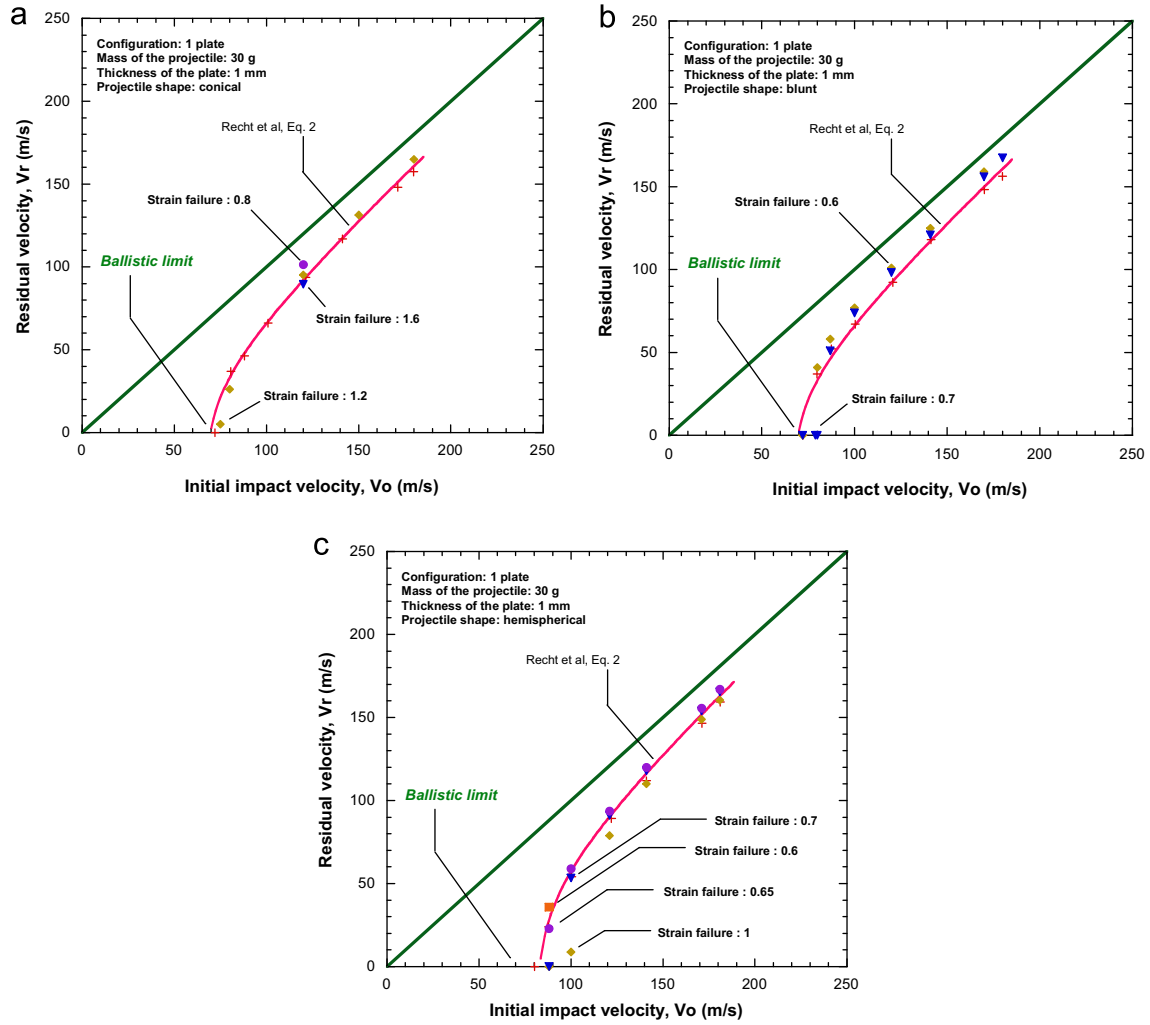 a
250
200
150
100
50
0
Residual velocity, Vr (m/s)
Configuration: 1 plate
Mass of the projectile: 30 g
Thickness of the plate: 1 mm
Projectile shape: conical
Recht et al, Eq. 2
Strain failure : 0.8
Ballistic limit
Strain failure : 1.6
Strain failure : 1.2
0 50 100 150 200 250
Initial impact velocity, Vo (m/s)
b
250
200
150
100
50
0
Residual velocity, Vr (m/s)
Configuration: 1 plate
Mass of the projectile: 30 g
Thickness of the plate: 1 mm
Projectile shape: blunt
Recht et al, Eq. 2
Strain failure : 0.6
Ballistic limit
Strain failure : 0.7
0 50 100 150 200 250
Initial impact velocity, Vo (m/s)
c
250
200
150
100
50
0
Residual velocity, Vr (m/s)
Configuration: 1 plate
Mass of the projectile: 30 g
Thickness of the plate: 1 mm
Projectile shape: hemispherical
Recht et al, Eq. 2
Ballistic limit
Strain failure : 0.7
Strain failure : 0.6
Strain failure : 0.65
Strain failure : 1
0 50 100 150 200 250
Initial impact velocity, Vo (m/s)